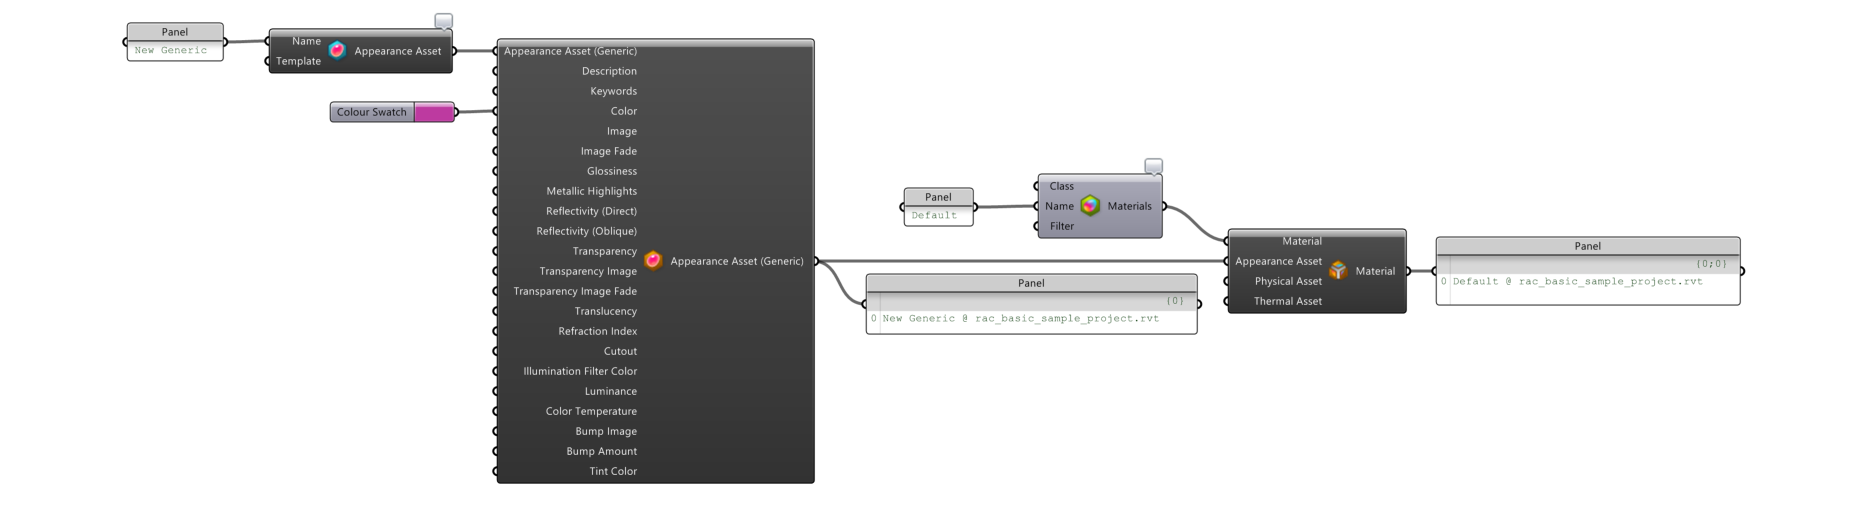 Panel
New Generic
Name
Template
Appearance Asset
Colour Swatch
Appearance Asset (Generic)
Description
Keywords
Color
Image
Image Fade
Glossiness
Metallic Highlights
Reflectivity (Direct)
Reflectivity (Oblique)
Transparency
Transparency Image
Transparency Image Fade
Translucency
Refraction Index
Cutout
Illumination Filter Color
Luminance
Color Temperature
Bump Image
Bump Amount
Tint Color
Appearance Asset (Generic)
Panel
{0}
0 New Generic @ rac_basic_sample_project.rvt
Panel
Default
Class
Name
Filter
Materials
Material
Appearance Asset
Physical Asset
Thermal Asset
Material
Panel
{0;0}
0 Default @ rac_basic_sample_project.rvt